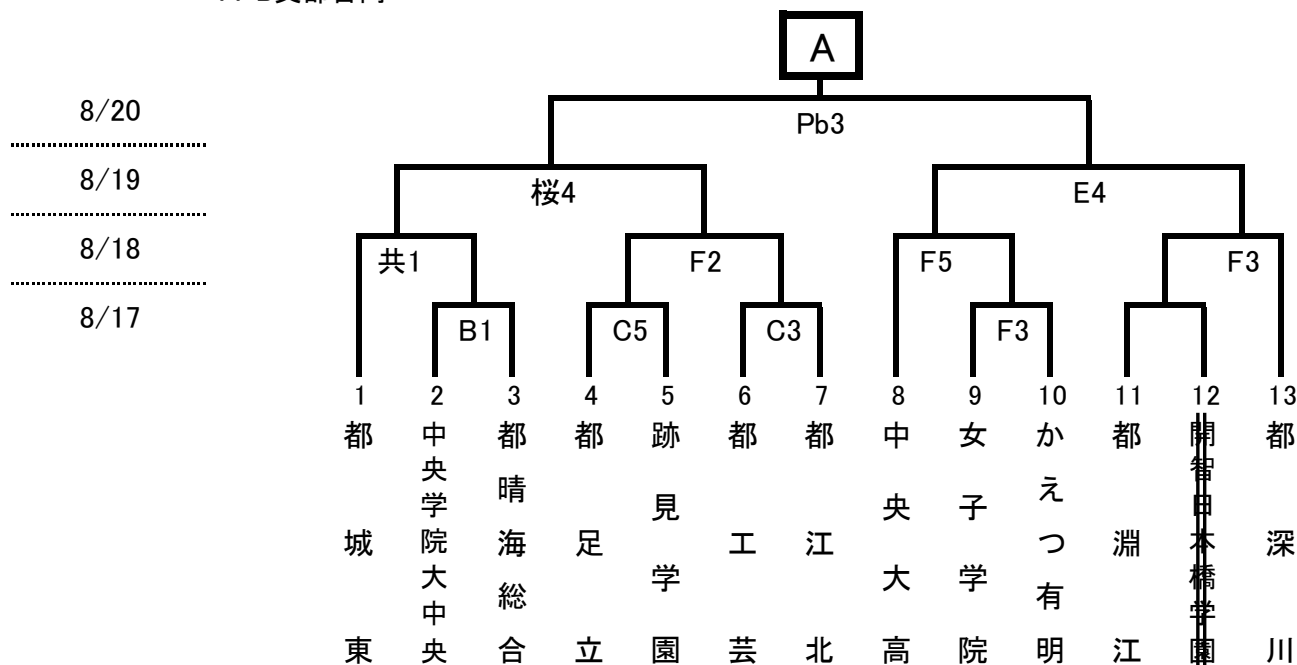 A
8/20
Pb3
8/19
桜4 E4
8/18
共1 F2 F5 F3
8/17
B1 C5 C3 F3
1 2 3 4 5 6 7 8 9 10 11 12 13
都城東
中央学院大中央
都晴海総合
都足立
跡見学園
都工芸
都江北
中央大高
女子学院
かえつ有明
都淵江
開智日本橋学園
都深川